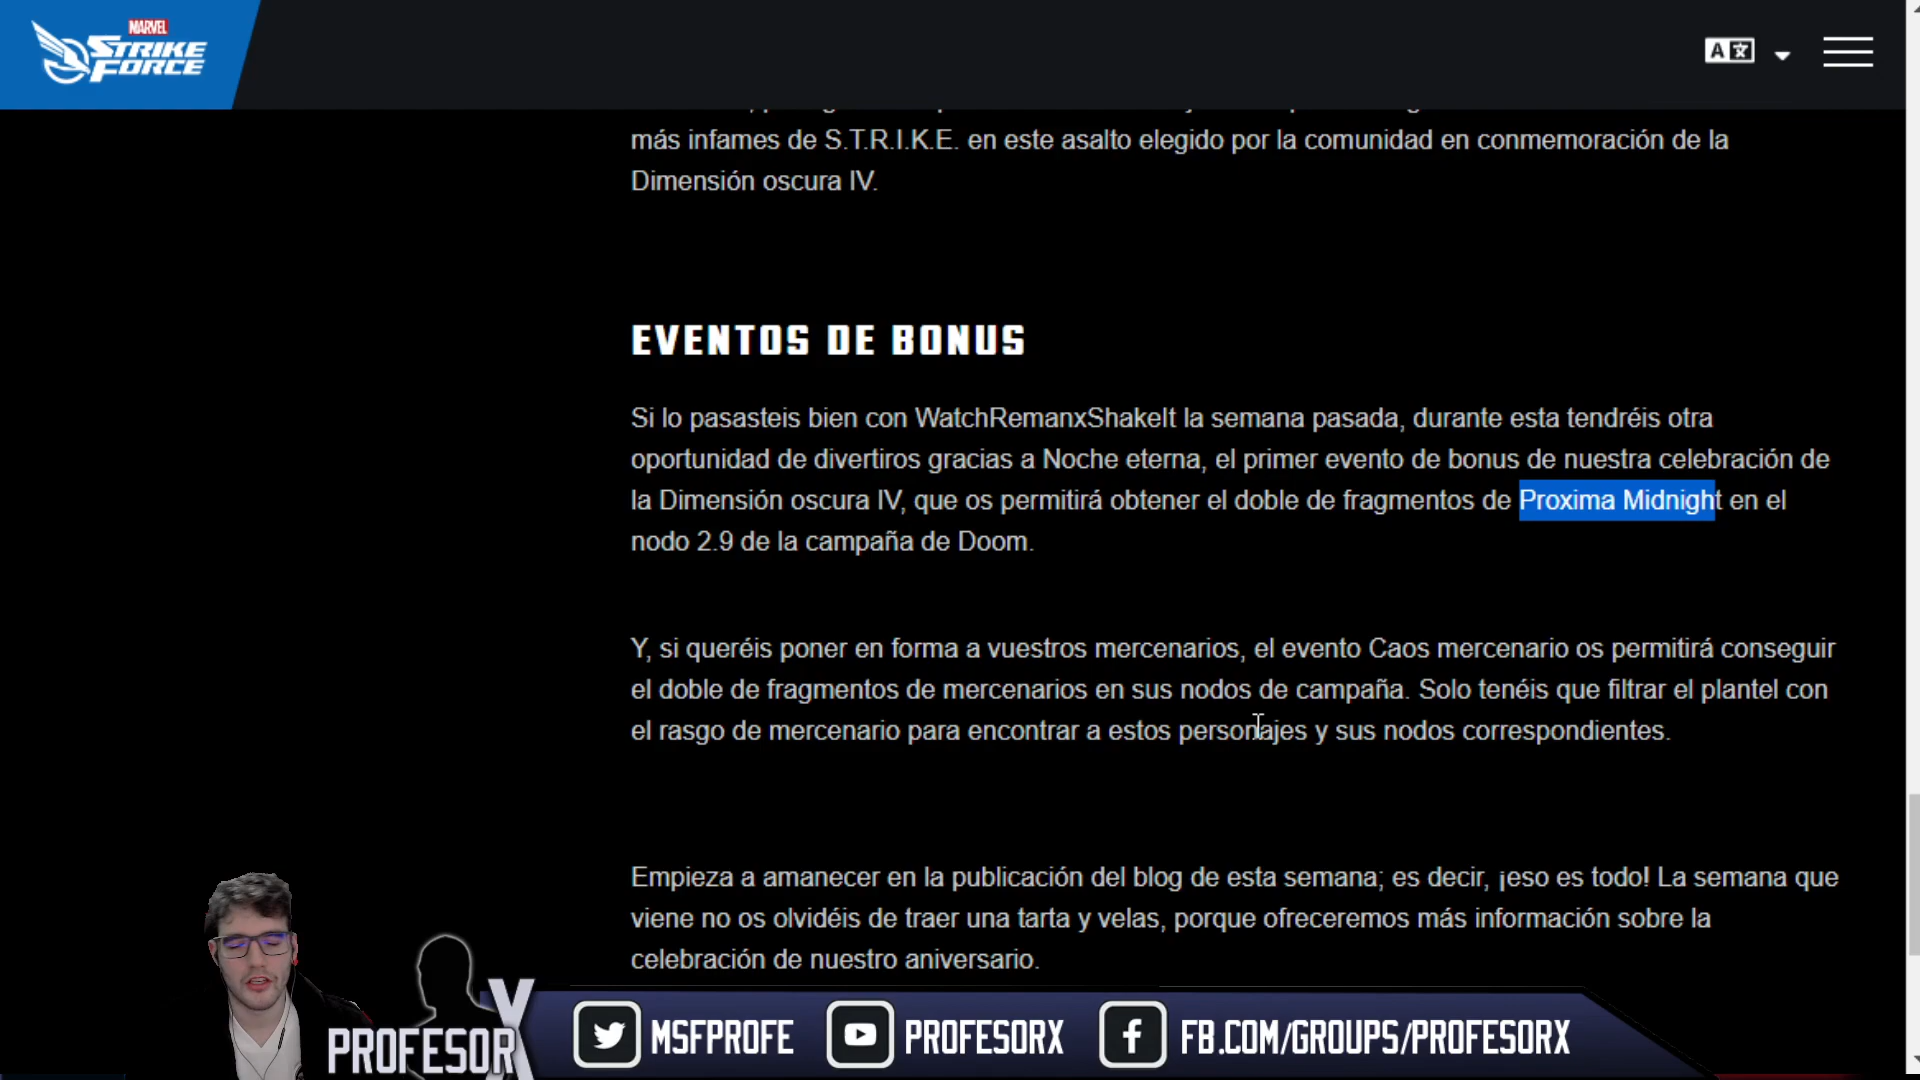 MARVEL
STRIKE
FORCE
más infames de S.T.R.I.K.E. en este asalto elegido por la comunidad en conmemoración de la
Dimensión oscura IV.
EVENTOS DE BONUS
Si lo pasasteis bien con WatchRemanxShakeIt la semana pasada, durante esta tendréis otra
oportunidad de divertiros gracias a Noche eterna, el primer evento de bonus de nuestra celebración de
la Dimensión oscura IV, que os permitirá obtener el doble de fragmentos de Proxima Midnight en el
nodo 2.9 de la campaña de Doom.
Y, si queréis poner en forma a vuestros mercenarios, el evento Caos mercenario os permitirá conseguir
el doble de fragmentos de mercenarios en sus nodos de campaña. Solo tenéis que filtrar el plantel con
el rasgo de mercenario para encontrar a estos personajes y sus nodos correspondientes.
Empieza a amanecer en la publicación del blog de esta semana; es decir, ¡eso es todo! La semana que
viene no os olvidéis de traer una tarta y velas, porque ofreceremos más información sobre la
celebración de nuestro aniversario.
PROFESOR X
MSFPROFE
PROFESORX
FB.COM/GROUPS/PROFESORX